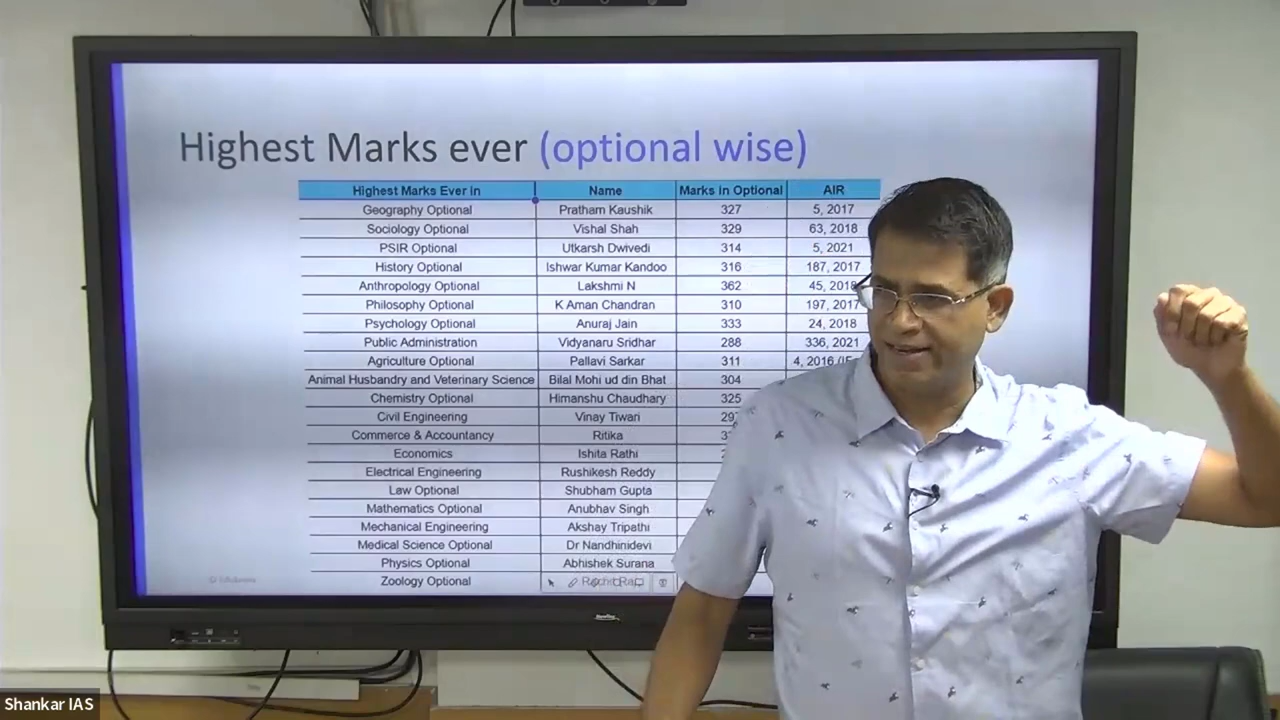 Highest Marks ever (optional wise)
Highest Marks Ever in Name Marks in Optional AIR
Geography Optional Pratham Kaushik 327 5, 2017
Sociology Optional Vishal Shah 329 63, 2018
PSIR Optional Utkarsh Dwivedi 314 5, 2021
History Optional Ishwar Kumar Kandoo 316 187, 2017
Anthropology Optional Lakshmi N 362 45, 2018
Philosophy Optional K Aman Chandran 310 197, 2017
Psychology Optional Anuraj Jain 333 24, 2018
Public Administration Vidyanaru Sridhar 288 336, 2021
Agriculture Optional Pallavi Sarkar 311 4, 2016
Animal Husbandry and Veterinary Science Bilal Mohi ud din Bhat 304
Chemistry Optional Himanshu Chaudhary 325
Civil Engineering Vinay Tiwari
Commerce & Accountancy Ritika
Economics Ishita Rathi
Electrical Engineering Rushikesh Reddy
Law Optional Shubham Gupta
Mathematics Optional Anubhav Singh
Mechanical Engineering Akshay Tripathi
Medical Science Optional Dr Nandhinidevi
Physics Optional Abhishek Surana
Zoology Optional
Shankar IAS